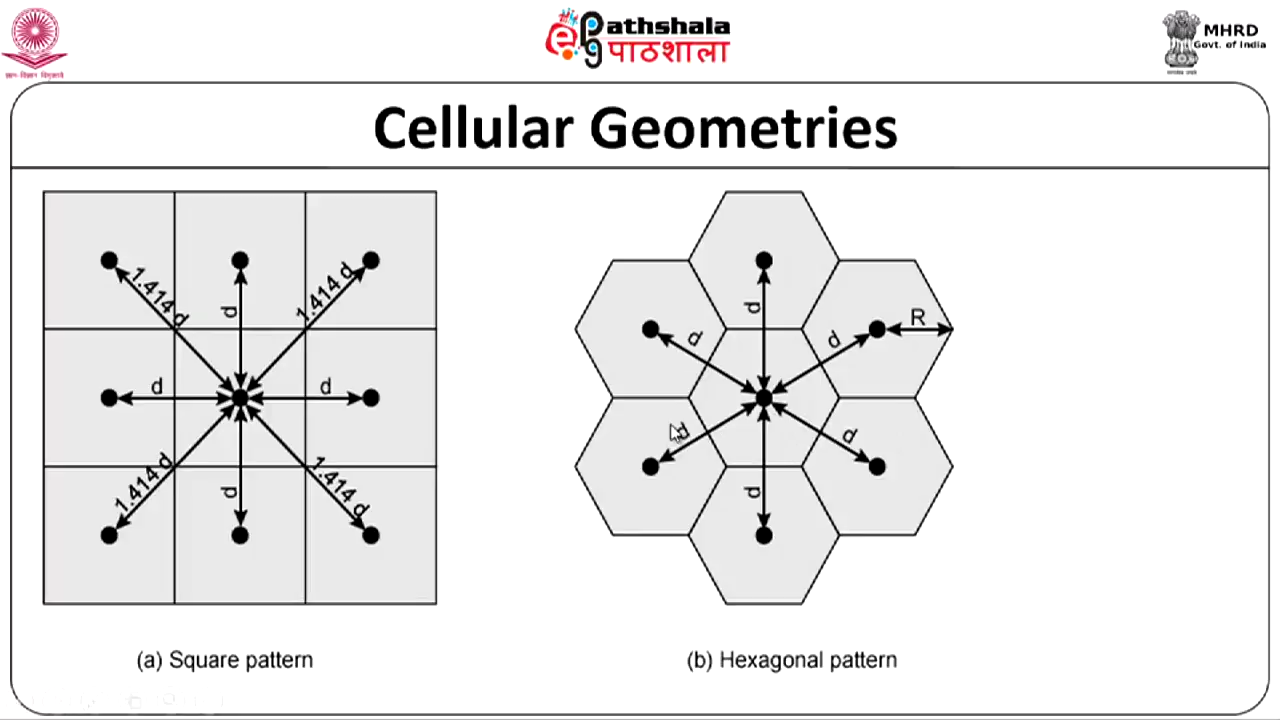 ePathshala
पाठशाला
MHRD
Govt. of India
Cellular Geometries
1.414 d
d
1.414 d
d
d
1.414 d
d
1.414 d
d
d
d
R
d
d
d
(a) Square pattern
(b) Hexagonal pattern